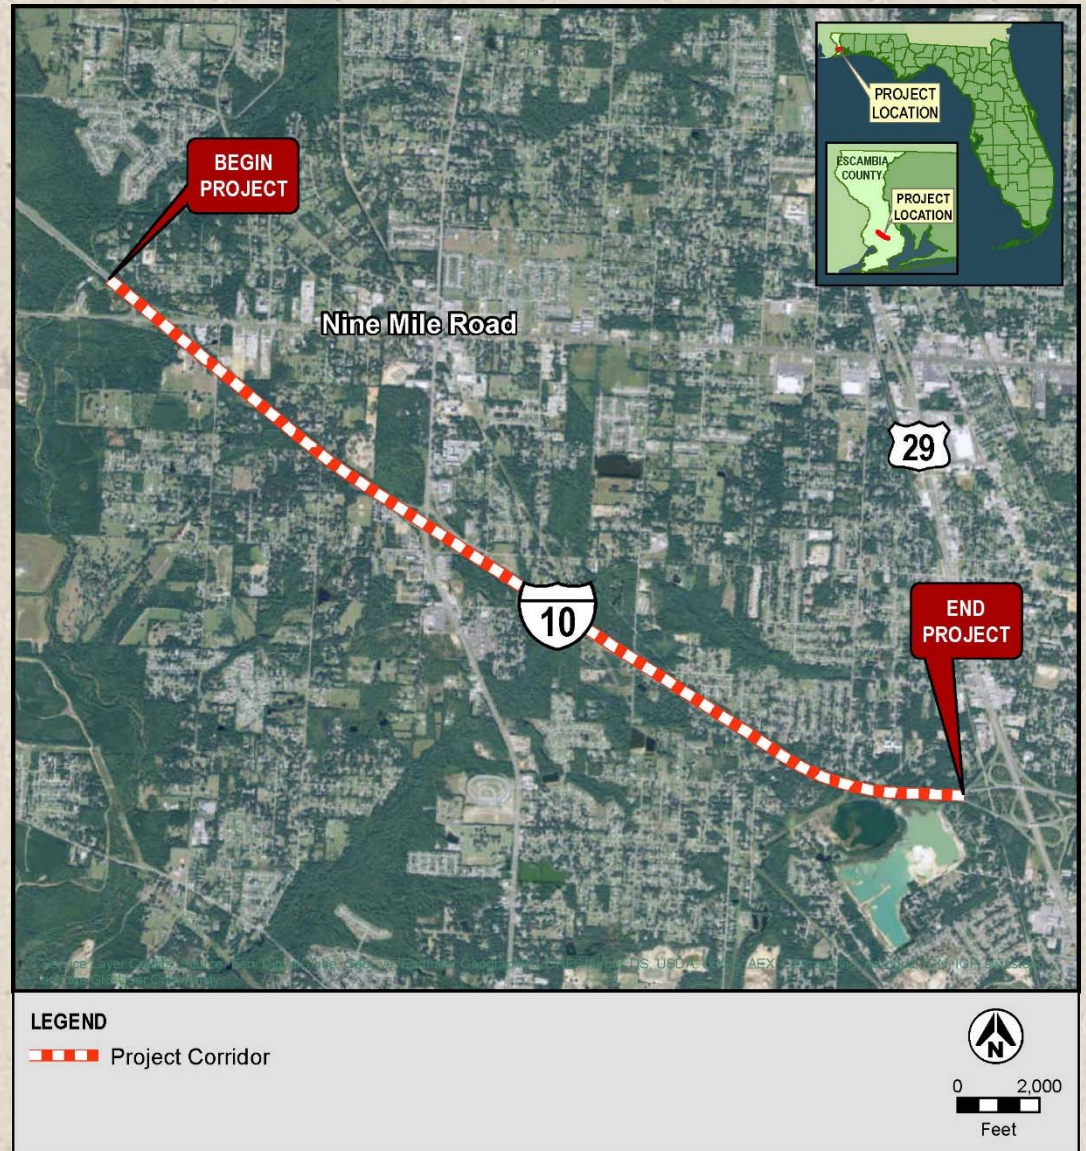 BEGIN
PROJECT
PROJECT
LOCATION
ESCAMBIA
COUNTY
PROJECT
LOCATION
Nine Mile Road
29
10
END
PROJECT
LEGEND
Project Corridor
N
0 2,000
Feet